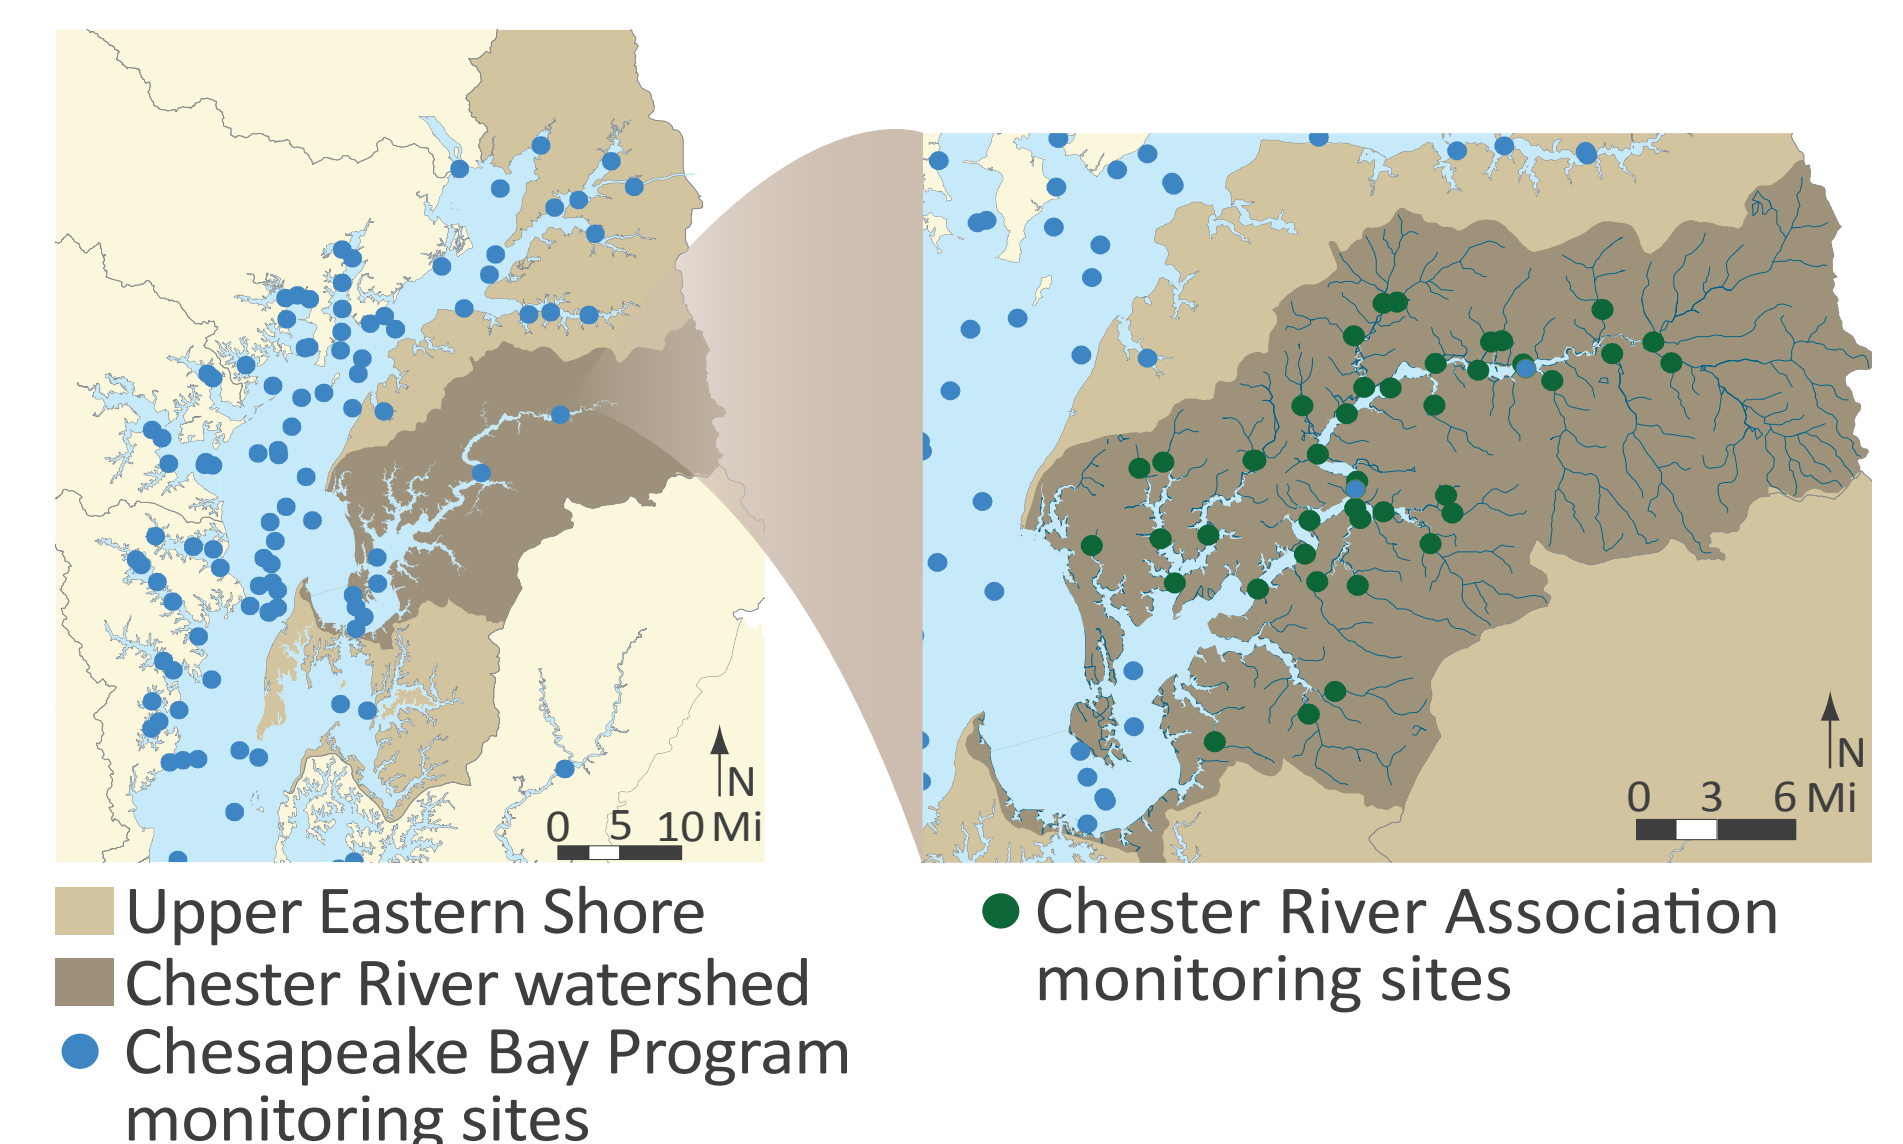 N
0 5 10 Mi
N
0 3 6 Mi
Upper Eastern Shore
Chester River watershed
Chesapeake Bay Program
monitoring sites
Chester River Association
monitoring sites